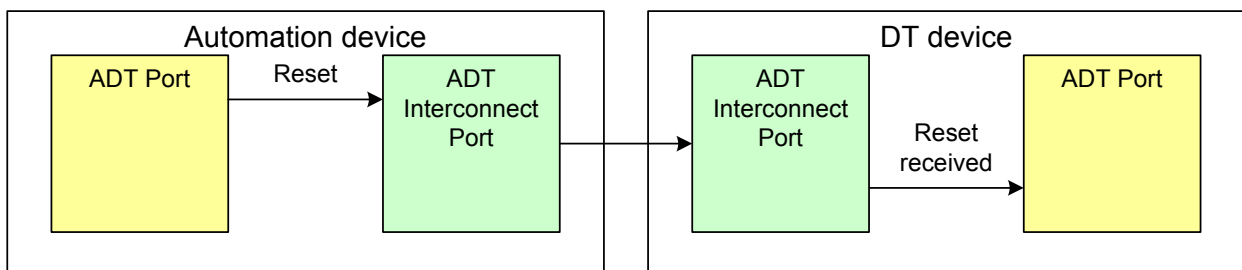 Automation device
DT device
ADT Port
Reset
ADT
Interconnect
Port
ADT
Interconnect
Port
Reset
received
ADT Port